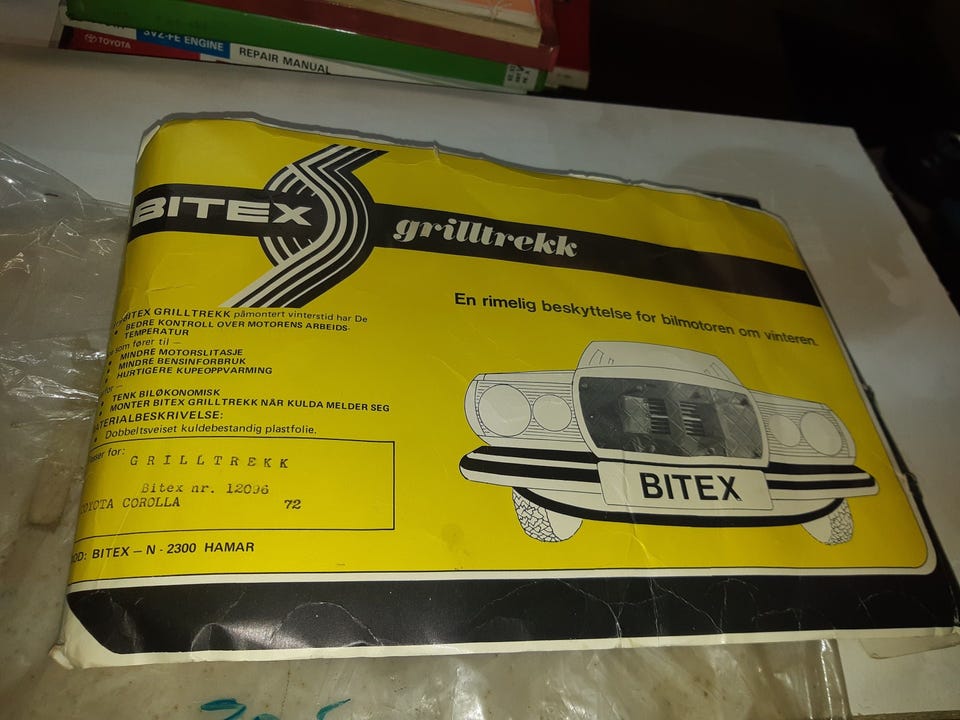 TOYOTA
5VZ-FE ENGINE
REPAIR MANUAL
BITEX
grilltrekk
En rimelig beskyttelse for bilmotoren om vinteren.
BITEX GRILLTREKK påmontert vinterstid har De
• BEDRE KONTROLL OVER MOTORENS ARBEIDS-
TEMPERATUR
som fører til —
• MINDRE MOTORSLITASJE
• MINDRE BENSINFORBRUK
HURTIGERE KUPEOPPVARMING
• TENK BILØKONOMISK
• MONTER BITEX GRILLTREKK NÅR KULDA MELDER SEG
MATERIALBESKRIVELSE:
• Dobbeltsveiset kuldebestandig plastfolie.
for:
GRILLTREKK
Bitex nr. 12096
TOYOTA COROLLA 72
BITEX — N - 2300 HAMAR
BITEX